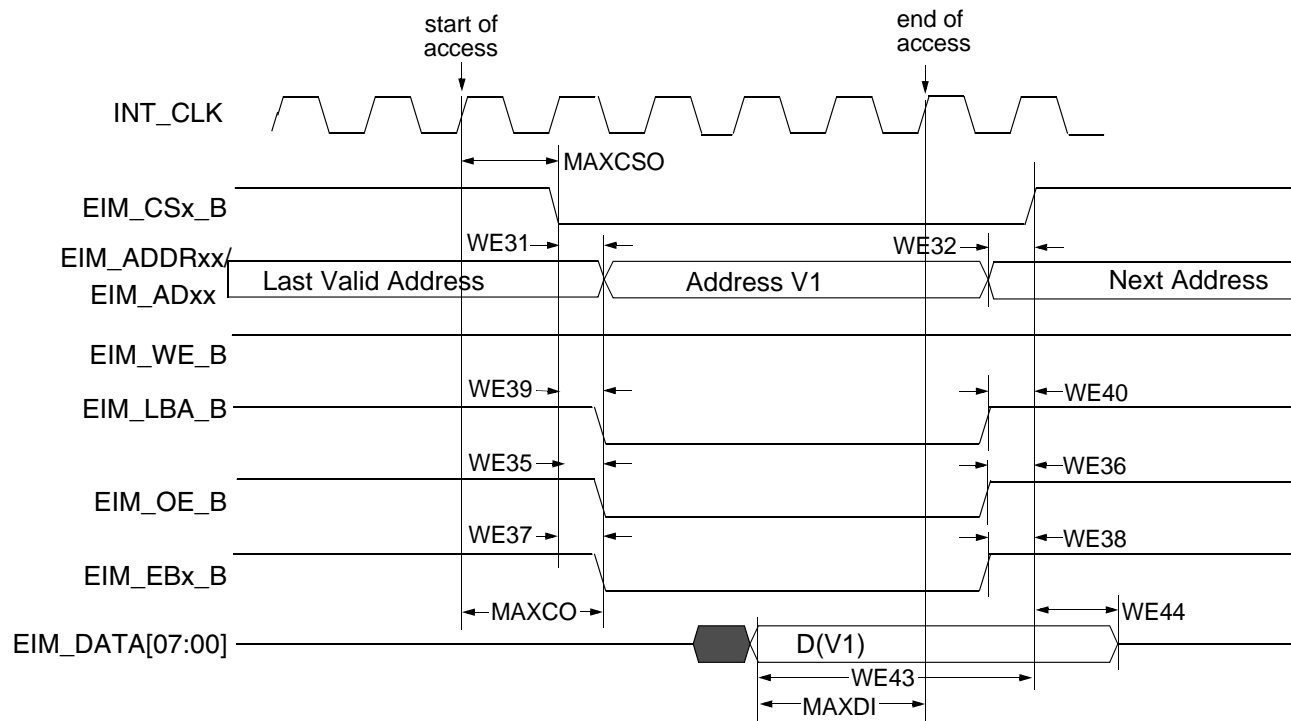 start of
access
end of
access
INT_CLK
MAXCSO
EIM_CSx_B
WE31
WE32
EIM_ADDRxx/
EIM_ADxx
Last Valid Address
Address V1
Next Address
EIM_WE_B
WE39
WE40
EIM_LBA_B
WE35
WE36
EIM_OE_B
WE37
WE38
EIM_EBx_B
MAXCO
WE44
EIM_DATA[07:00]
D(V1)
WE43
MAXDI